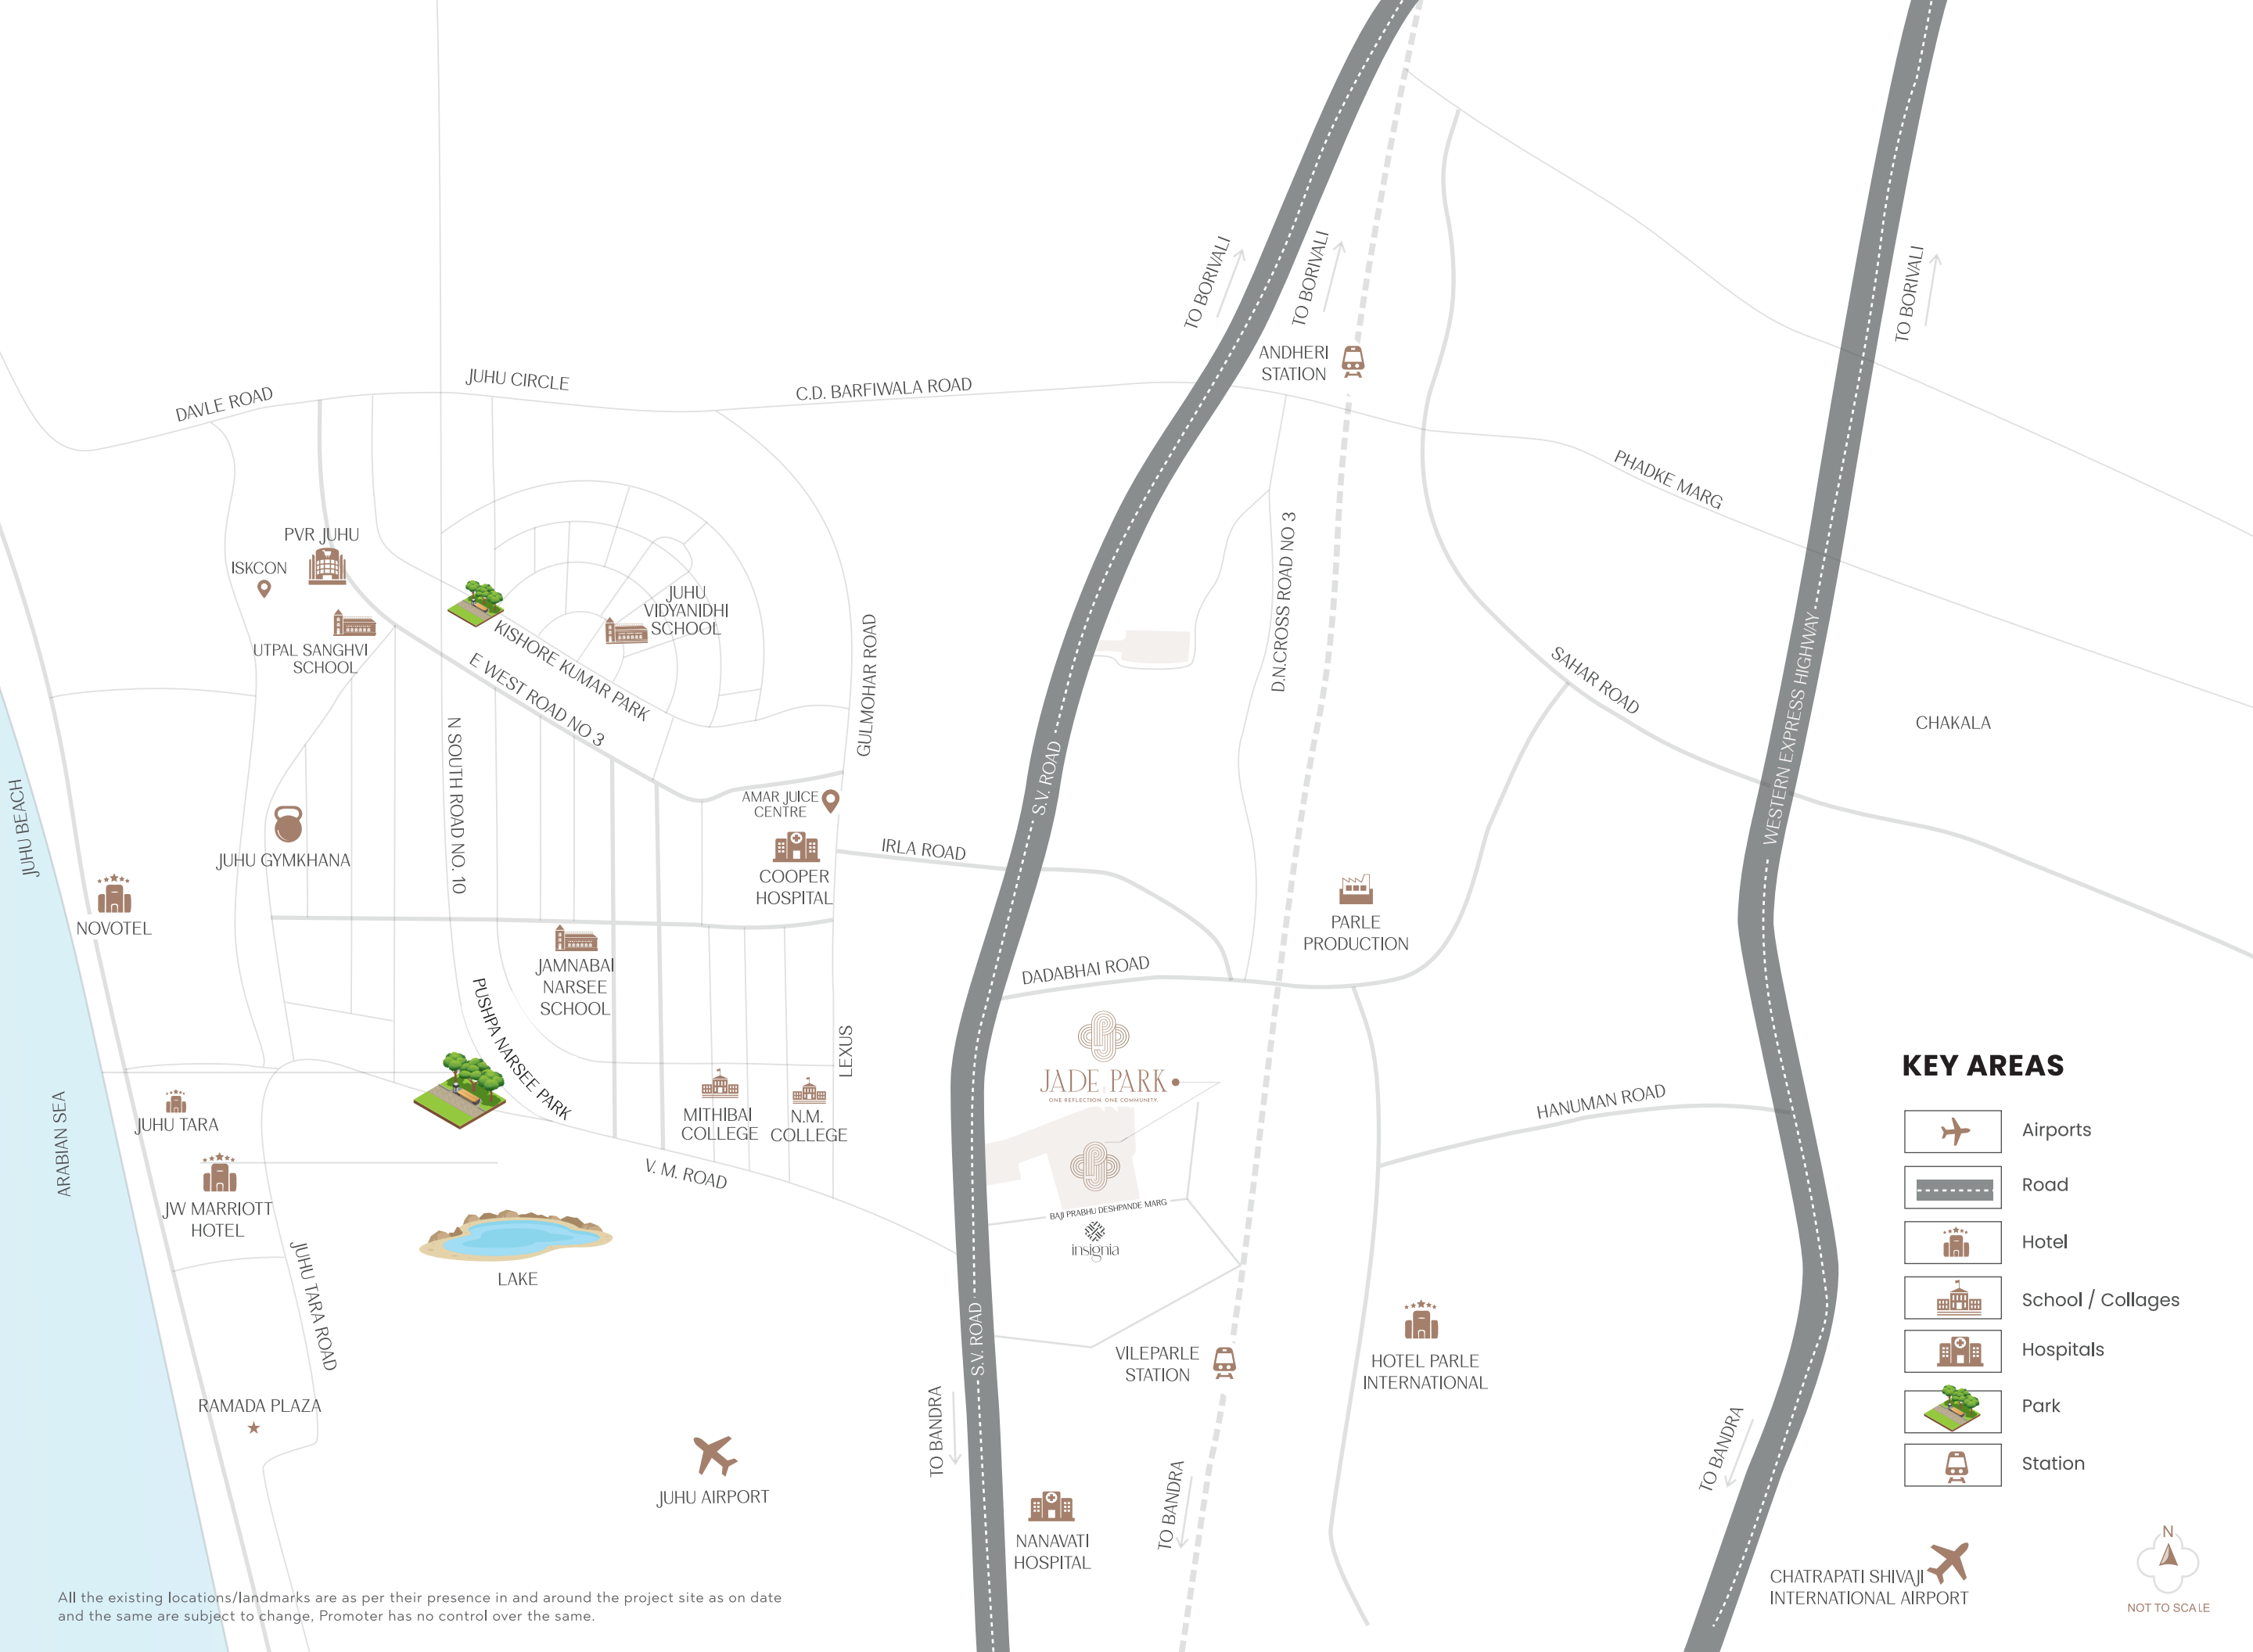 TO BORIVALI
TO BORIVALI
TO BORIVALI
ANDHERI
STATION
DAVLE ROAD
JUHU CIRCLE
C.D. BARFIWALA ROAD
PHADKE MARG
PVR JUHU
ISKCON
UTPAL SANGHVI
SCHOOL
JUHU
VIDYANIDHI
SCHOOL
KISHORE KUMAR PARK
E WEST ROAD NO 3
GULMOHAR ROAD
D.N.CROSS ROAD NO 3
SAHAR ROAD
WESTERN EXPRESS HIGHWAY
CHAKALA
N SOUTH ROAD NO. 10
S.V. ROAD
JUHU BEACH
AMAR JUICE
CENTRE
JUHU GYMKHANA
COOPER
HOSPITAL
IRLA ROAD
NOVOTEL
PARLE
PRODUCTION
JAMNABAI
NARSEE
SCHOOL
DADABHAI ROAD
PUSHPA NARSEE PARK
LEXUS
JADE PARK
ONE REFLECTION. ONE COMMUNITY.
ARABIAN SEA
JUHU TARA
MITHIBAI
COLLEGE
N.M.
COLLEGE
HANUMAN ROAD
V. M. ROAD
JW MARRIOTT
HOTEL
BAJI PRABHU DESHPANDE MARG
insignia
LAKE
JUHU TARA ROAD
S.V. ROAD
VILEPARLE
STATION
HOTEL PARLE
INTERNATIONAL
RAMADA PLAZA
TO BANDRA
TO BANDRA
TO BANDRA
JUHU AIRPORT
NANAVATI
HOSPITAL
CHATRAPATI SHIVAJI
INTERNATIONAL AIRPORT
KEY AREAS
Airports
Road
Hotel
School / Collages
Hospitals
Park
Station
N
NOT TO SCALE
All the existing locations/landmarks are as per their presence in and around the project site as on date
and the same are subject to change, Promoter has no control over the same.